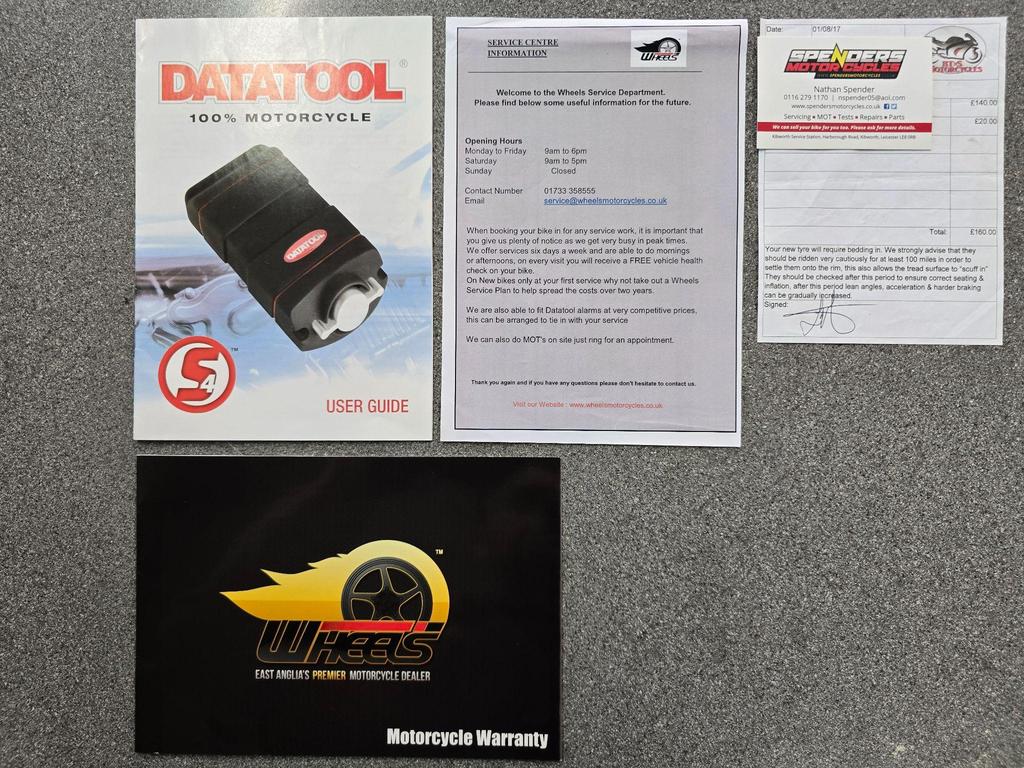 DATATOOL®
100% MOTORCYCLE
DATATOOL
S4™
USER GUIDE
SERVICE CENTRE
INFORMATION
WHEELS
Welcome to the Wheels Service Department.
Please find below some useful information for the future.
Opening Hours
Monday to Friday 9am to 6pm
Saturday 9am to 5pm
Sunday Closed
Contact Number 01733 358555
Email service@wheelsmotorcycles.co.uk
When booking your bike in for any service work, it is important that
you give us plenty of notice as we get very busy in peak times.
We offer services six days a week and are able to do mornings
or afternoons, on every visit you will receive a FREE vehicle health
check on your bike.
On New bikes only at your first service why not take out a Wheels
Service Plan to help spread the costs over two years.
We are also able to fit Datatool alarms at very competitive prices,
this can be arranged to tie in with your service
We can also do MOT's on site just ring for an appointment.
Thank you again and if you have any questions please don't hesitate to contact us.
Visit our Website : www.wheelsmotorcycles.co.uk
Date: 01/08/17
SPENDERS
MOTORCYCLES
WWW.SPENDERSMOTORCYCLES.CO.UK
Nathan Spender
0116 279 1170 | nspender05@aol.com
www.spendersmotorcycles.co.uk
Servicing ▪ MOT ▪ Tests ▪ Repairs ▪ Parts
We can sell your bike for you too. Please ask for more details.
Kibworth Service Station, Harborough Road, Kibworth, Leicester LE8 0RB
£140.00
£20.00
Total: £160.00
Your new tyre will require bedding in. We strongly advise that they
should be ridden very cautiously for at least 100 miles in order to
settle them onto the rim, this also allows the tread surface to "scuff in"
They should be checked after this period to ensure correct seating &
inflation, after this period lean angles, acceleration & harder braking
can be gradually increased.
Signed:
WHEELS™
EAST ANGLIA'S PREMIER MOTORCYCLE DEALER
Motorcycle Warranty